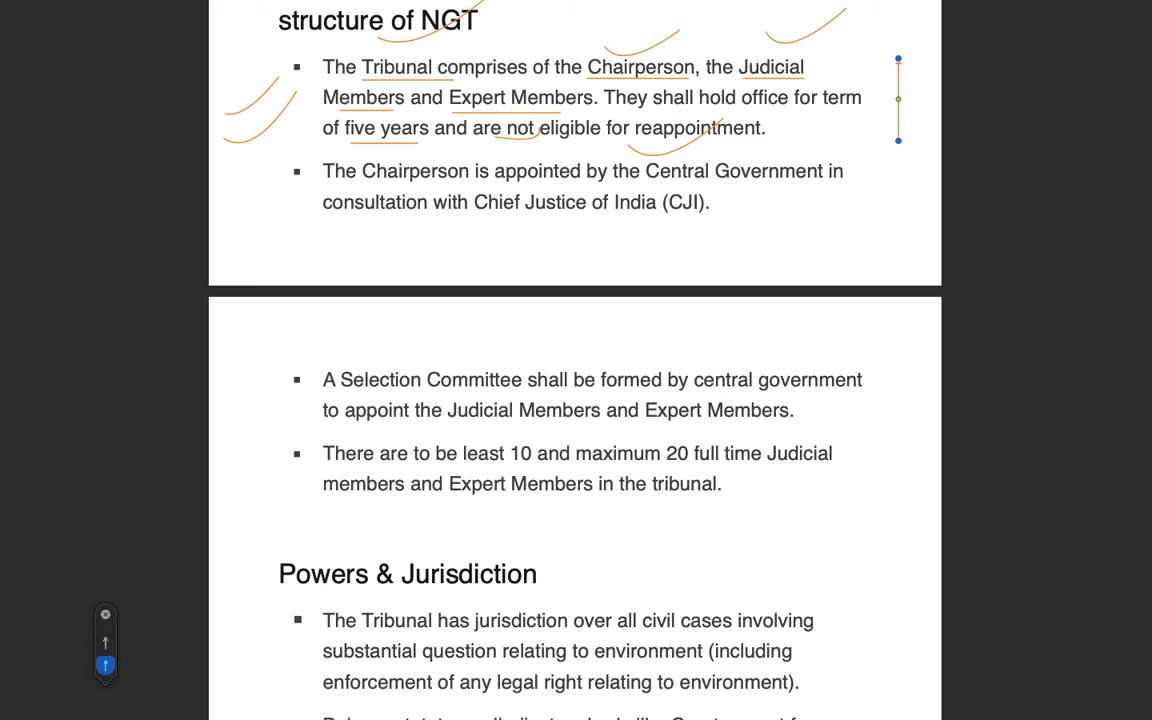 structure of NGT
▪ The Tribunal comprises of the Chairperson, the Judicial
Members and Expert Members. They shall hold office for term
of five years and are not eligible for reappointment.
▪ The Chairperson is appointed by the Central Government in
consultation with Chief Justice of India (CJI).
▪ A Selection Committee shall be formed by central government
to appoint the Judicial Members and Expert Members.
▪ There are to be least 10 and maximum 20 full time Judicial
members and Expert Members in the tribunal.
Powers & Jurisdiction
▪ The Tribunal has jurisdiction over all civil cases involving
substantial question relating to environment (including
enforcement of any legal right relating to environment).